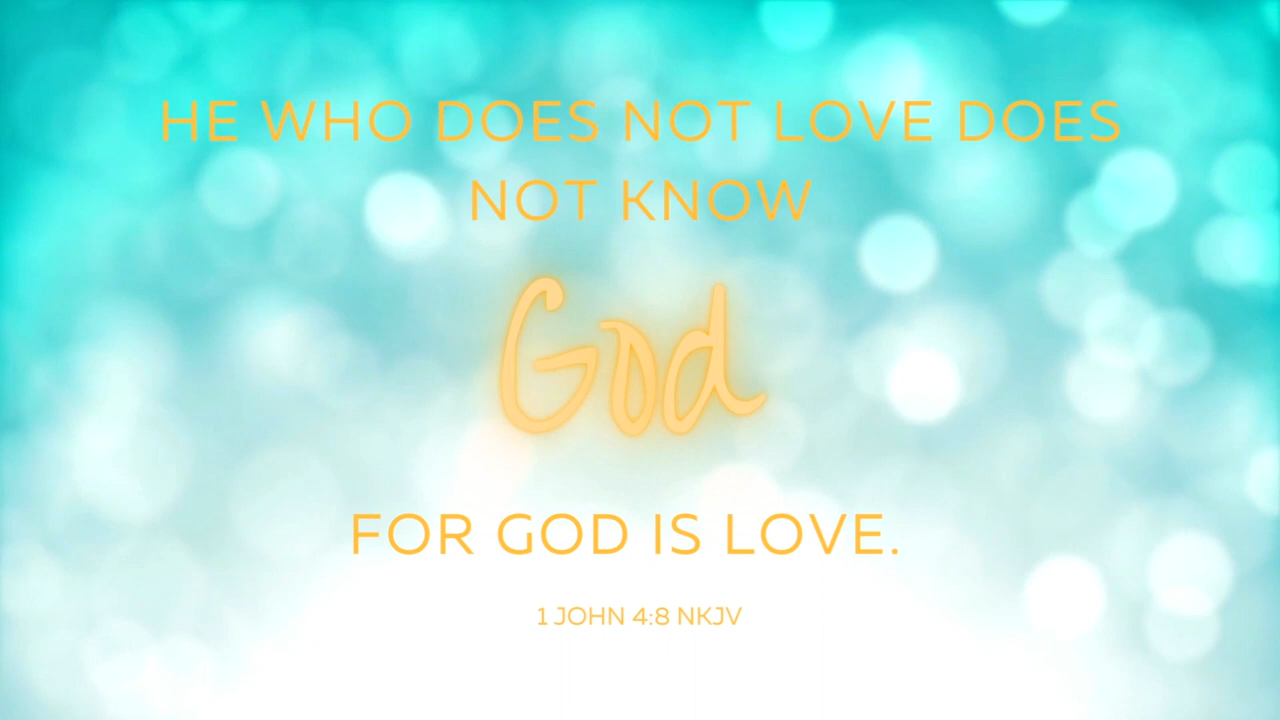 HE WHO DOES NOT LOVE DOES
NOT KNOW
God
FOR GOD IS LOVE.
1 JOHN 4:8 NKJV